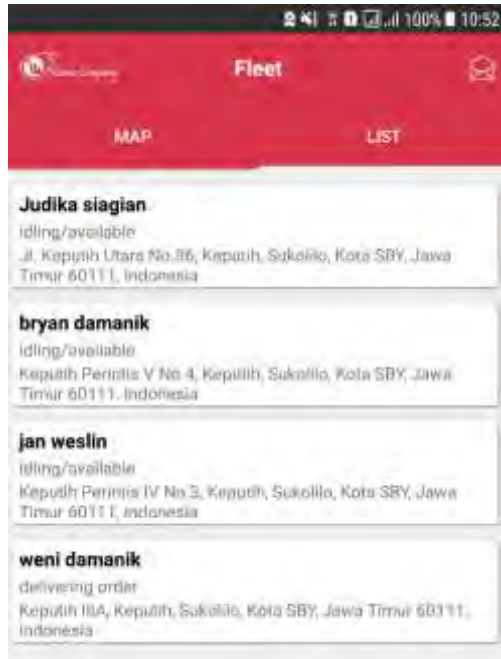 100% 10:52
Fleet
MAP
LIST
Judika siagian
idling/available
Jl. Keputih Utara No.86, Keputih, Sukolilo, Kota SBY, Jawa
Timur 60111, Indonesia
bryan damanik
idling/available
Keputih Perintis V No 4, Keputih, Sukolilo, Kota SBY, Jawa
Timur 60111, Indonesia
jan weslin
idling/available
Keputih Perintis IV No 3, Keputih, Sukolilo, Kota SBY, Jawa
Timur 60111, Indonesia
weni damanik
delivering order
Keputih IIIA, Keputih, Sukolilo, Kota SBY, Jawa Timur 60111,
Indonesia